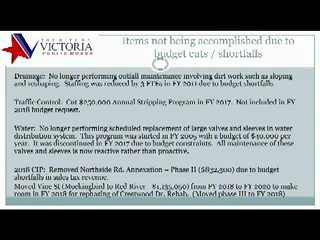 THE CITY OF
VICTORIA
PUBLIC WORKS
Items not being accomplished due to
budget cuts / shortfalls
Drainage: No longer performing outfall maintenance involving dirt work such as sloping
and reshaping. Staffing was reduced by 3 FTEs in FY 2011 due to budget shortfalls.
Traffic Control: Cut $230,000 Annual Stripping Program in FY 2017. Not included in FY
2018 budget request.
Water: No longer performing scheduled replacement of large valves and sleeves in water
distribution system. This program was started in FY 2005 with a budget of $40,000 per
year. It was discontinued in FY 2017 due to budget constraints. All maintenance of these
valves and sleeves is now reactive rather than proactive.
2018 CIP: Removed Northside Rd. Annexation – Phase II ($832,500) due to budget
shortfalls in sales tax revenue.
Moved Vine St (Mockingbird to Red River – $1,135,050) from FY 2018 to FY 2020 to make
room in FY 2018 for rephasing of Crestwood Dr. Rehab. (Moved phase III to FY 2018)